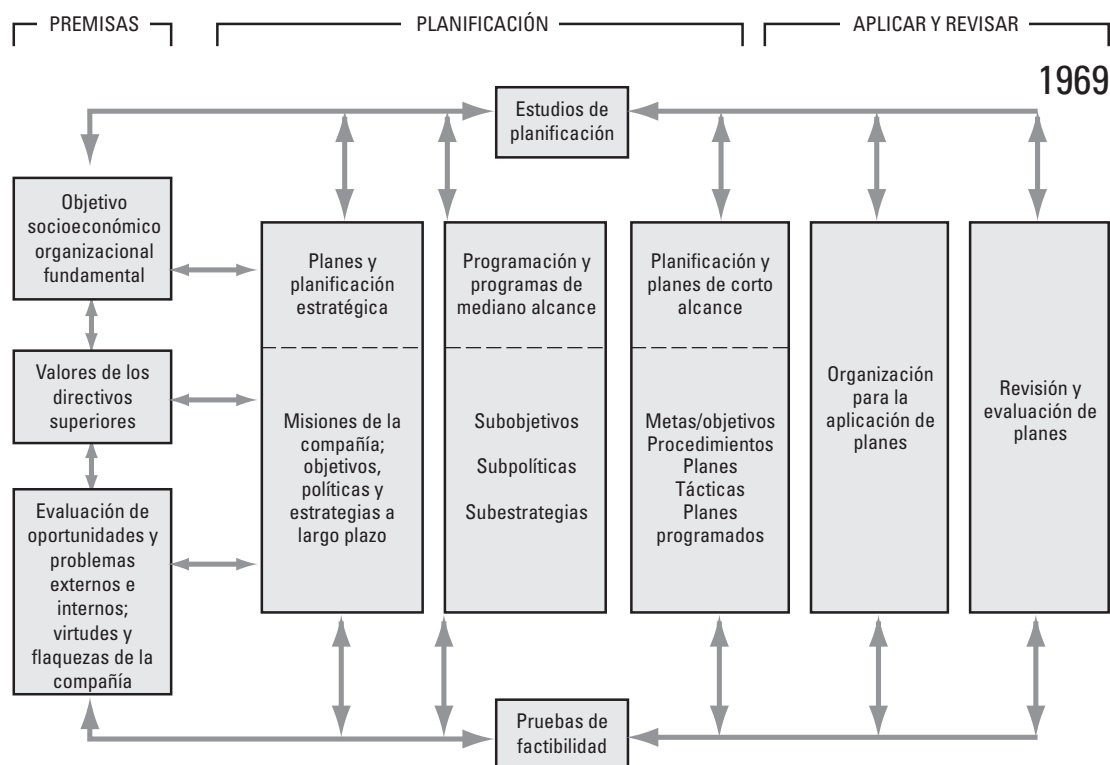 PREMISAS
PLANIFICACIÓN
APLICAR Y REVISAR
1969
Estudios de
planificación
Objetivo
socioeconómico
organizacional
fundamental
Valores de los
directivos
superiores
Evaluación de
oportunidades y
problemas
externos e
internos;
virtudes y
flaquezas de la
compañía
Planes y
planificación
estratégica
Misiones de la
compañía;
objetivos,
políticas y
estrategias a
largo plazo
Programación y
programas de
mediano alcance
Subobjetivos
Subpolíticas
Subestrategias
Planificación y
planes de corto
alcance
Metas/objetivos
Procedimientos
Planes
Tácticas
Planes
programados
Organización
para la
aplicación de
planes
Revisión y
evaluación de
planes
Pruebas de
factibilidad